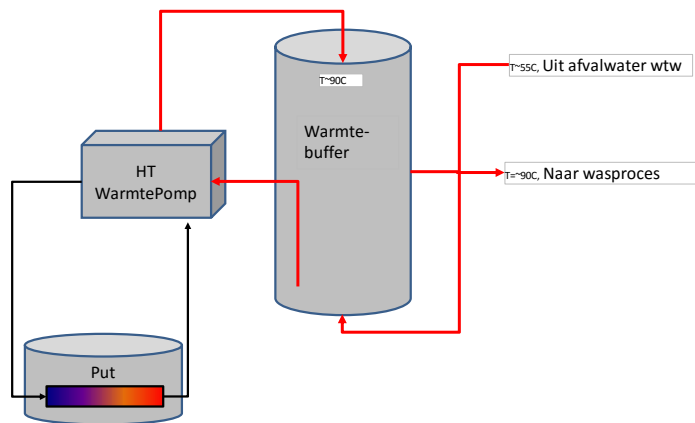 T~55C, Uit afvalwater wtw
T~90C
Warmte-
buffer
HT
WarmtePomp
T=~90C, Naar wasproces
Put